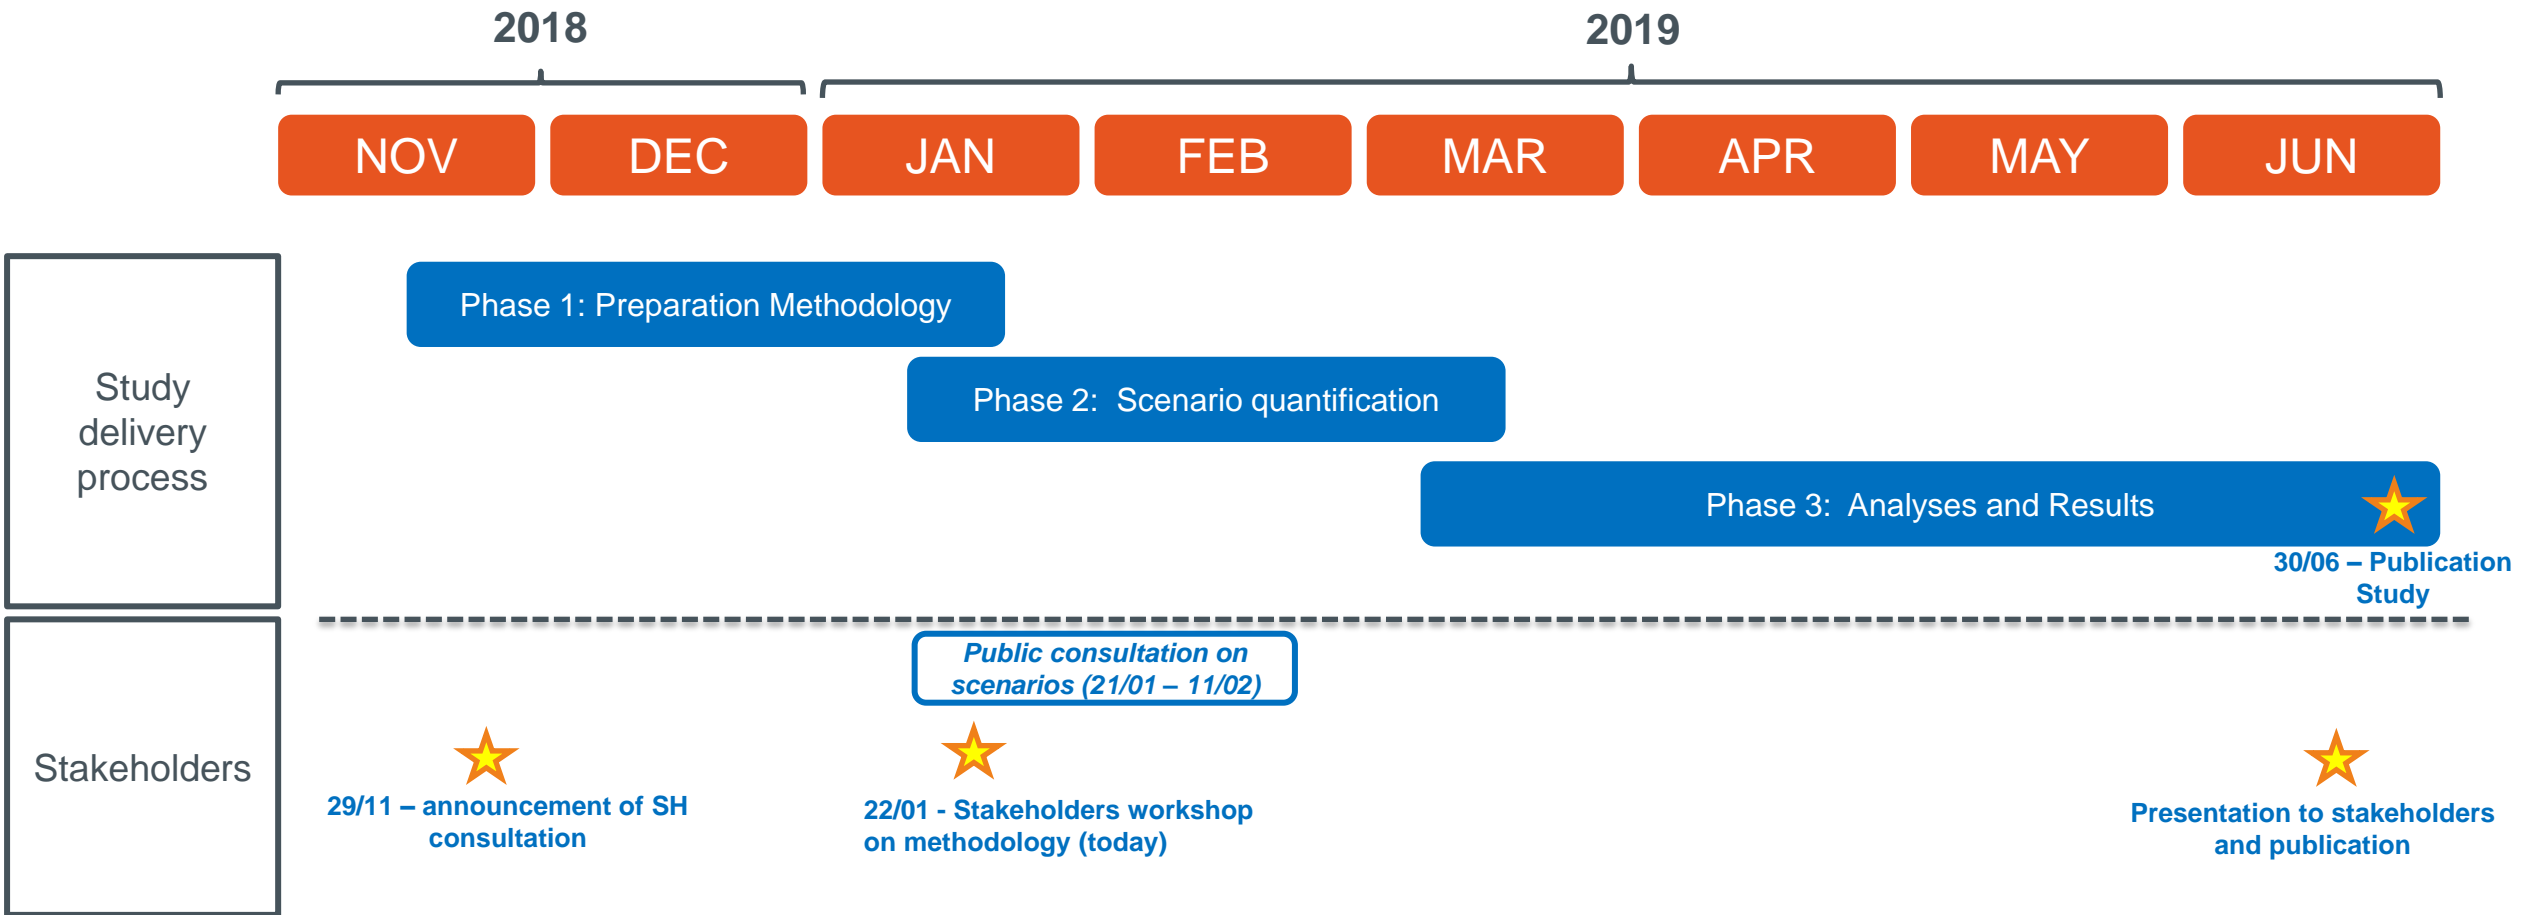 2018
2019
NOV
DEC
JAN
FEB
MAR
APR
MAY
JUN
Study
delivery
process
Phase 1: Preparation Methodology
Phase 2:  Scenario quantification
Phase 3:  Analyses and Results
30/06 – Publication
Study
Stakeholders
Public consultation on
scenarios (21/01 – 11/02)
29/11 – announcement of SH
consultation
22/01 - Stakeholders workshop
on methodology (today)
Presentation to stakeholders
and publication